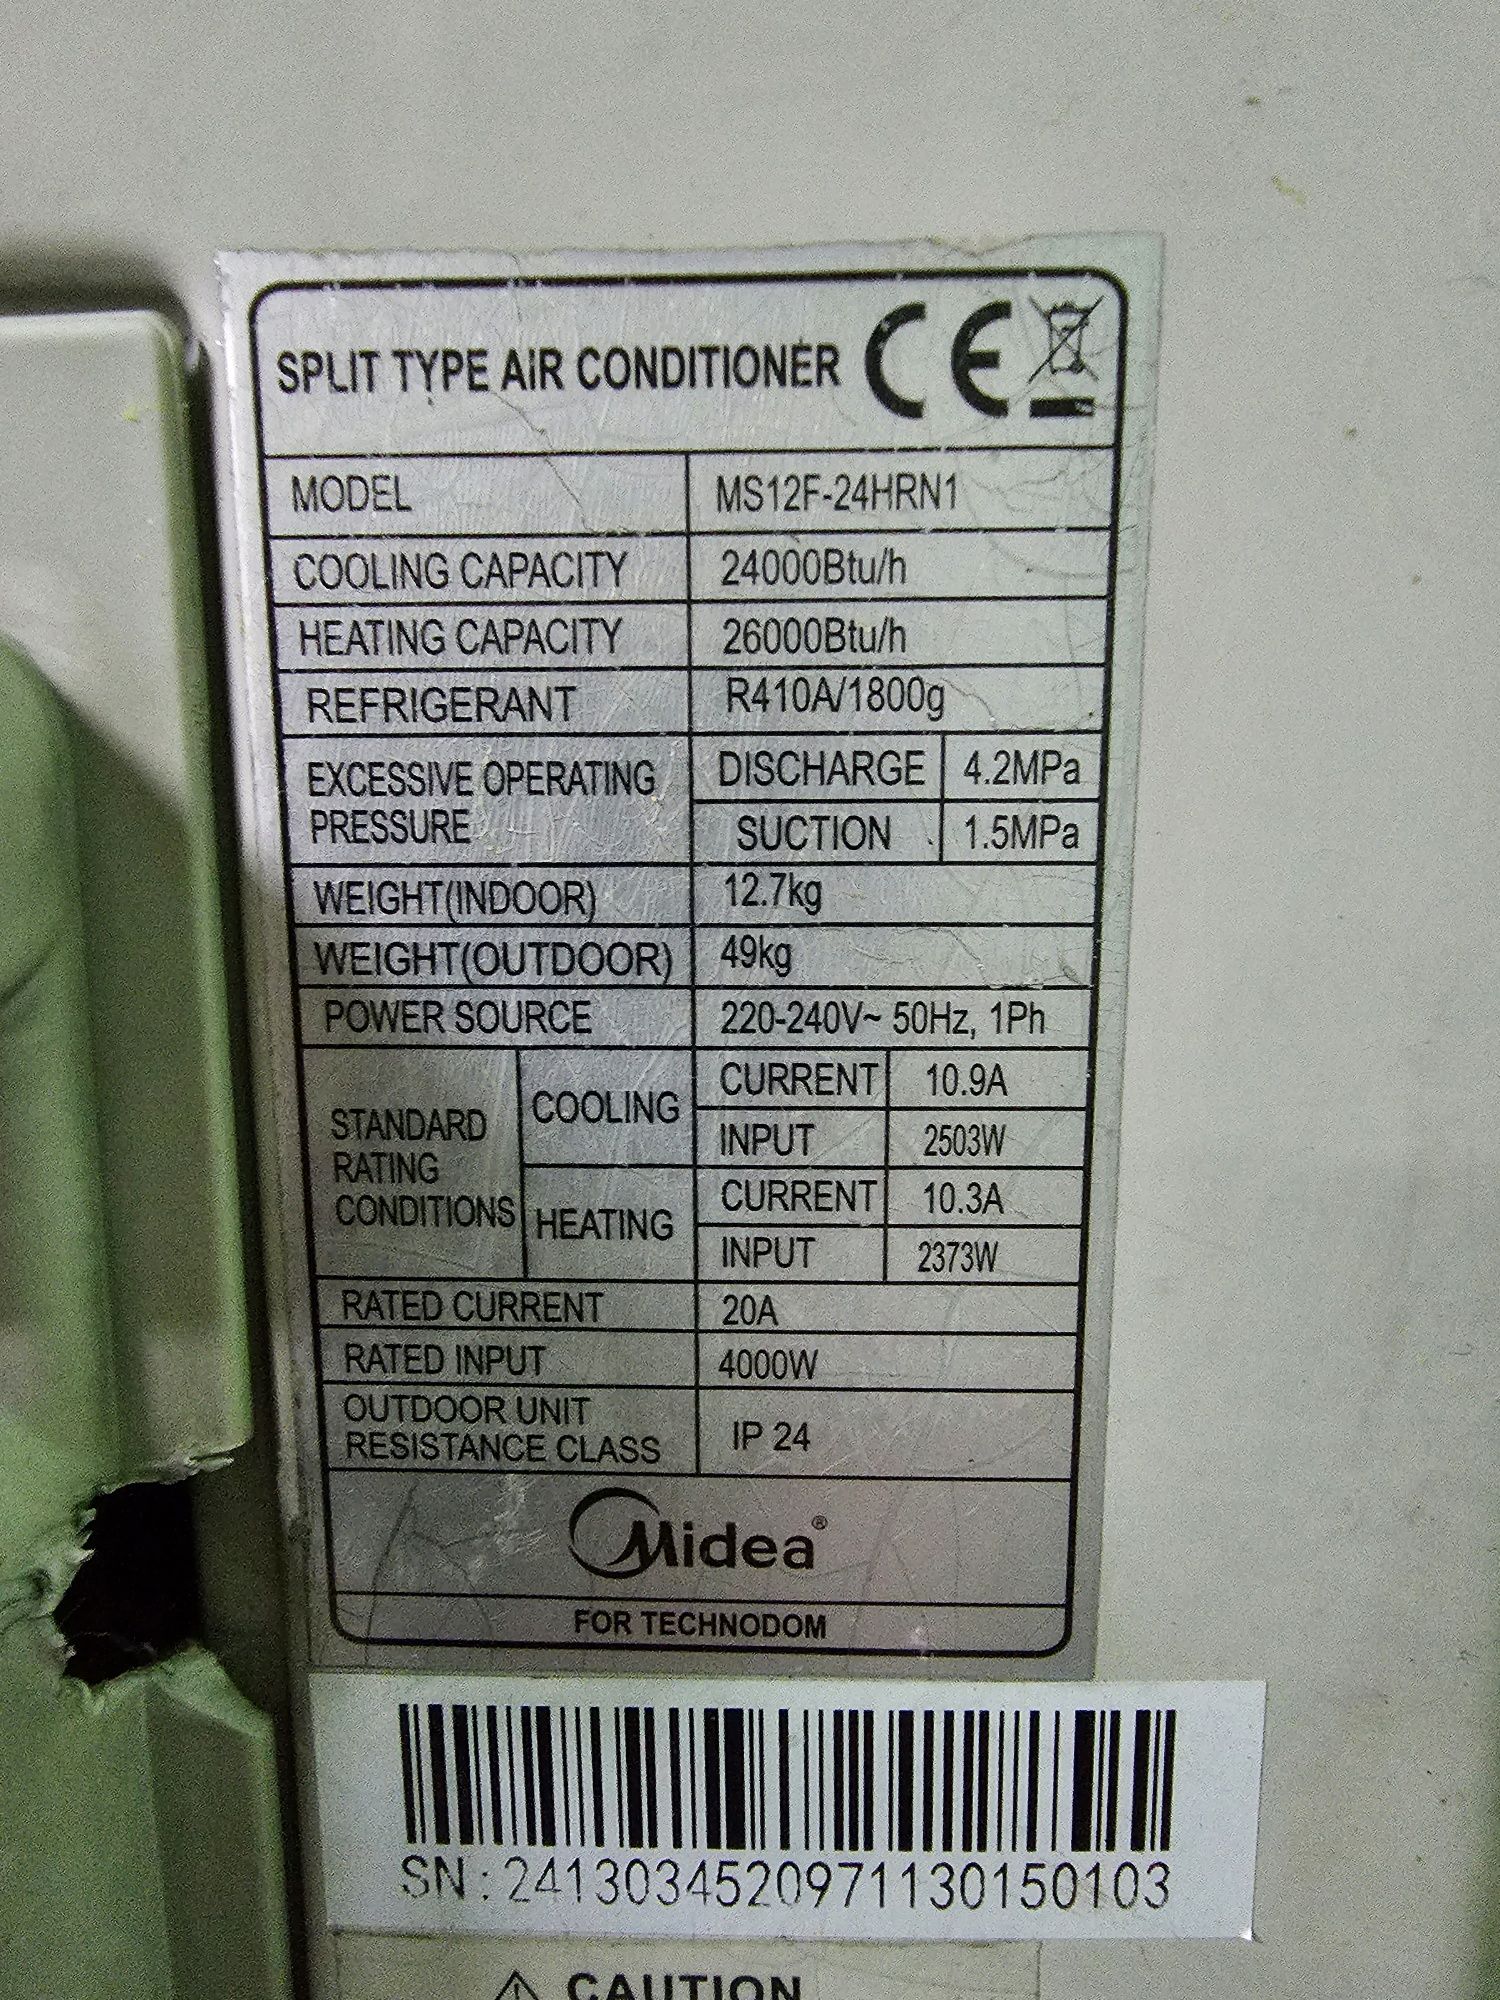 SPLIT TYPE AiR CONDITIONER CE
MODEL MS12F-24HRN1
COOLING CAPACITY 24000Btu/h
HEATING CAPACITY 26000Btu/h
REFRIGERANT R410A/1800g
EXCESSIVE OPERATING PRESSURE DISCHARGE 4.2MPa
SUCTION 1.5MPa
WEIGHT(INDOOR) 12.7kg
WEIGHT(OUTDOOR) 49kg
POWER SOURCE 220-240V~ 50Hz, 1Ph
STANDARD RATING CONDITIONS COOLING CURRENT 10.9A
INPUT 2503W
HEATING CURRENT 10.3A
INPUT 2373W
RATED CURRENT 20A
RATED INPUT 4000W
OUTDOOR UNIT RESISTANCE CLASS IP 24
Midea®
FOR TECHNODOM
SN:2413034520971130150103
⚠ CAUTION